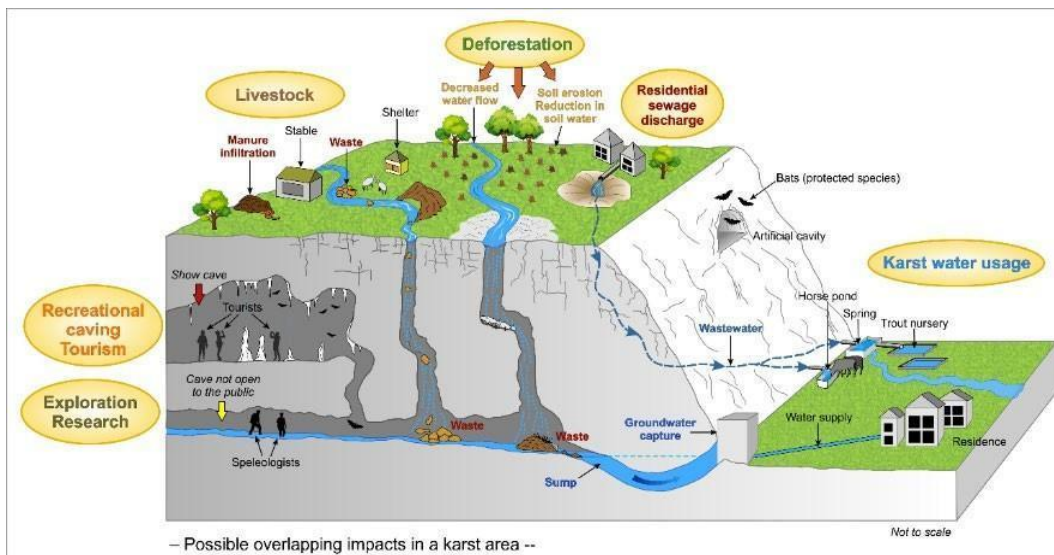 Deforestation
Decreased
water flow
Soil erosion
Reduction in
soil water
Residential
sewage
discharge
Livestock
Shelter
Stable
Waste
Manure
infiltration
Bats (protected species)
Artificial cavity
Karst water usage
Show cave
Tourists
Recreational
caving
Tourism
Horse pond
Spring
Trout nursery
Wastewater
Cave not open
to the public
Exploration
Research
Speleologists
Waste
Waste
Groundwater
capture
Water supply
Residence
Sump
Not to scale
– Possible overlapping impacts in a karst area --